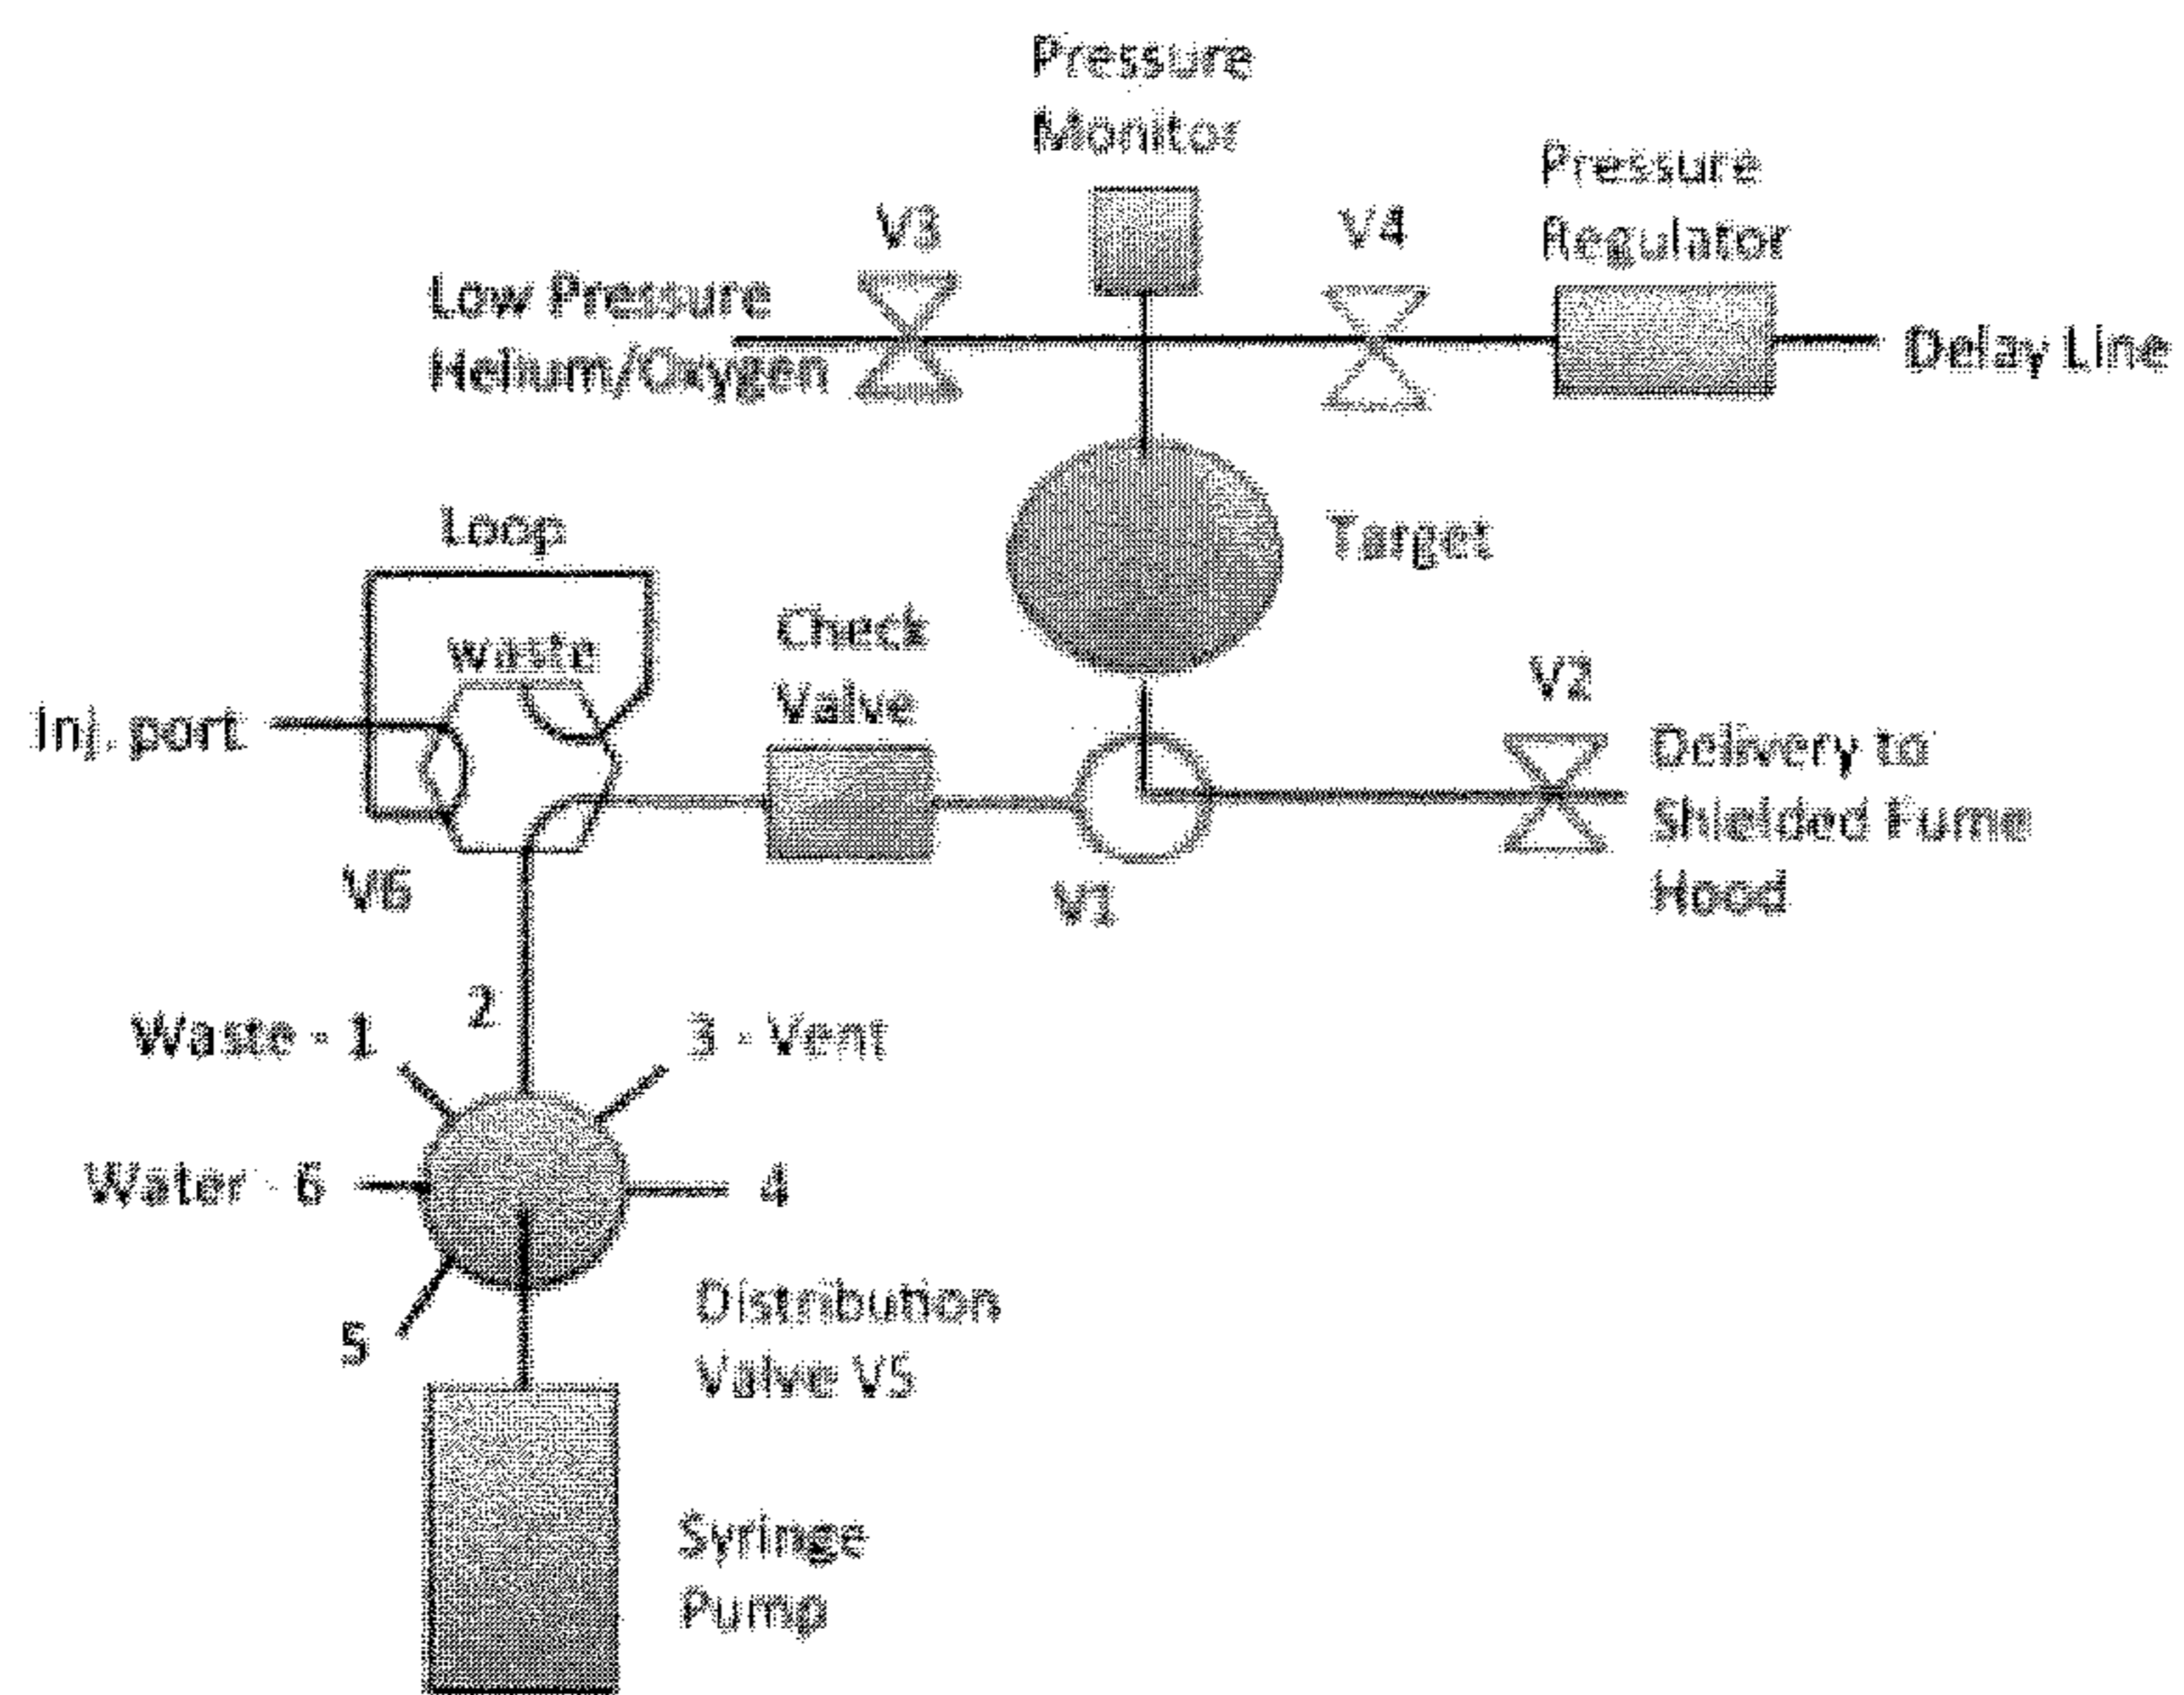 Pressure
Monitor
Pressure
Regulator
V3
V4
Low Pressure
Helium/Oxygen
Delay Line
Loop
Target
waste
Check
Valve
Inj. port
V2
Delivery to
Shielded Fume
Hood
V6
V1
2
Waste - 1
3 - Vent
Water - 6
4
5
Distribution
Valve V5
Syringe
Pump